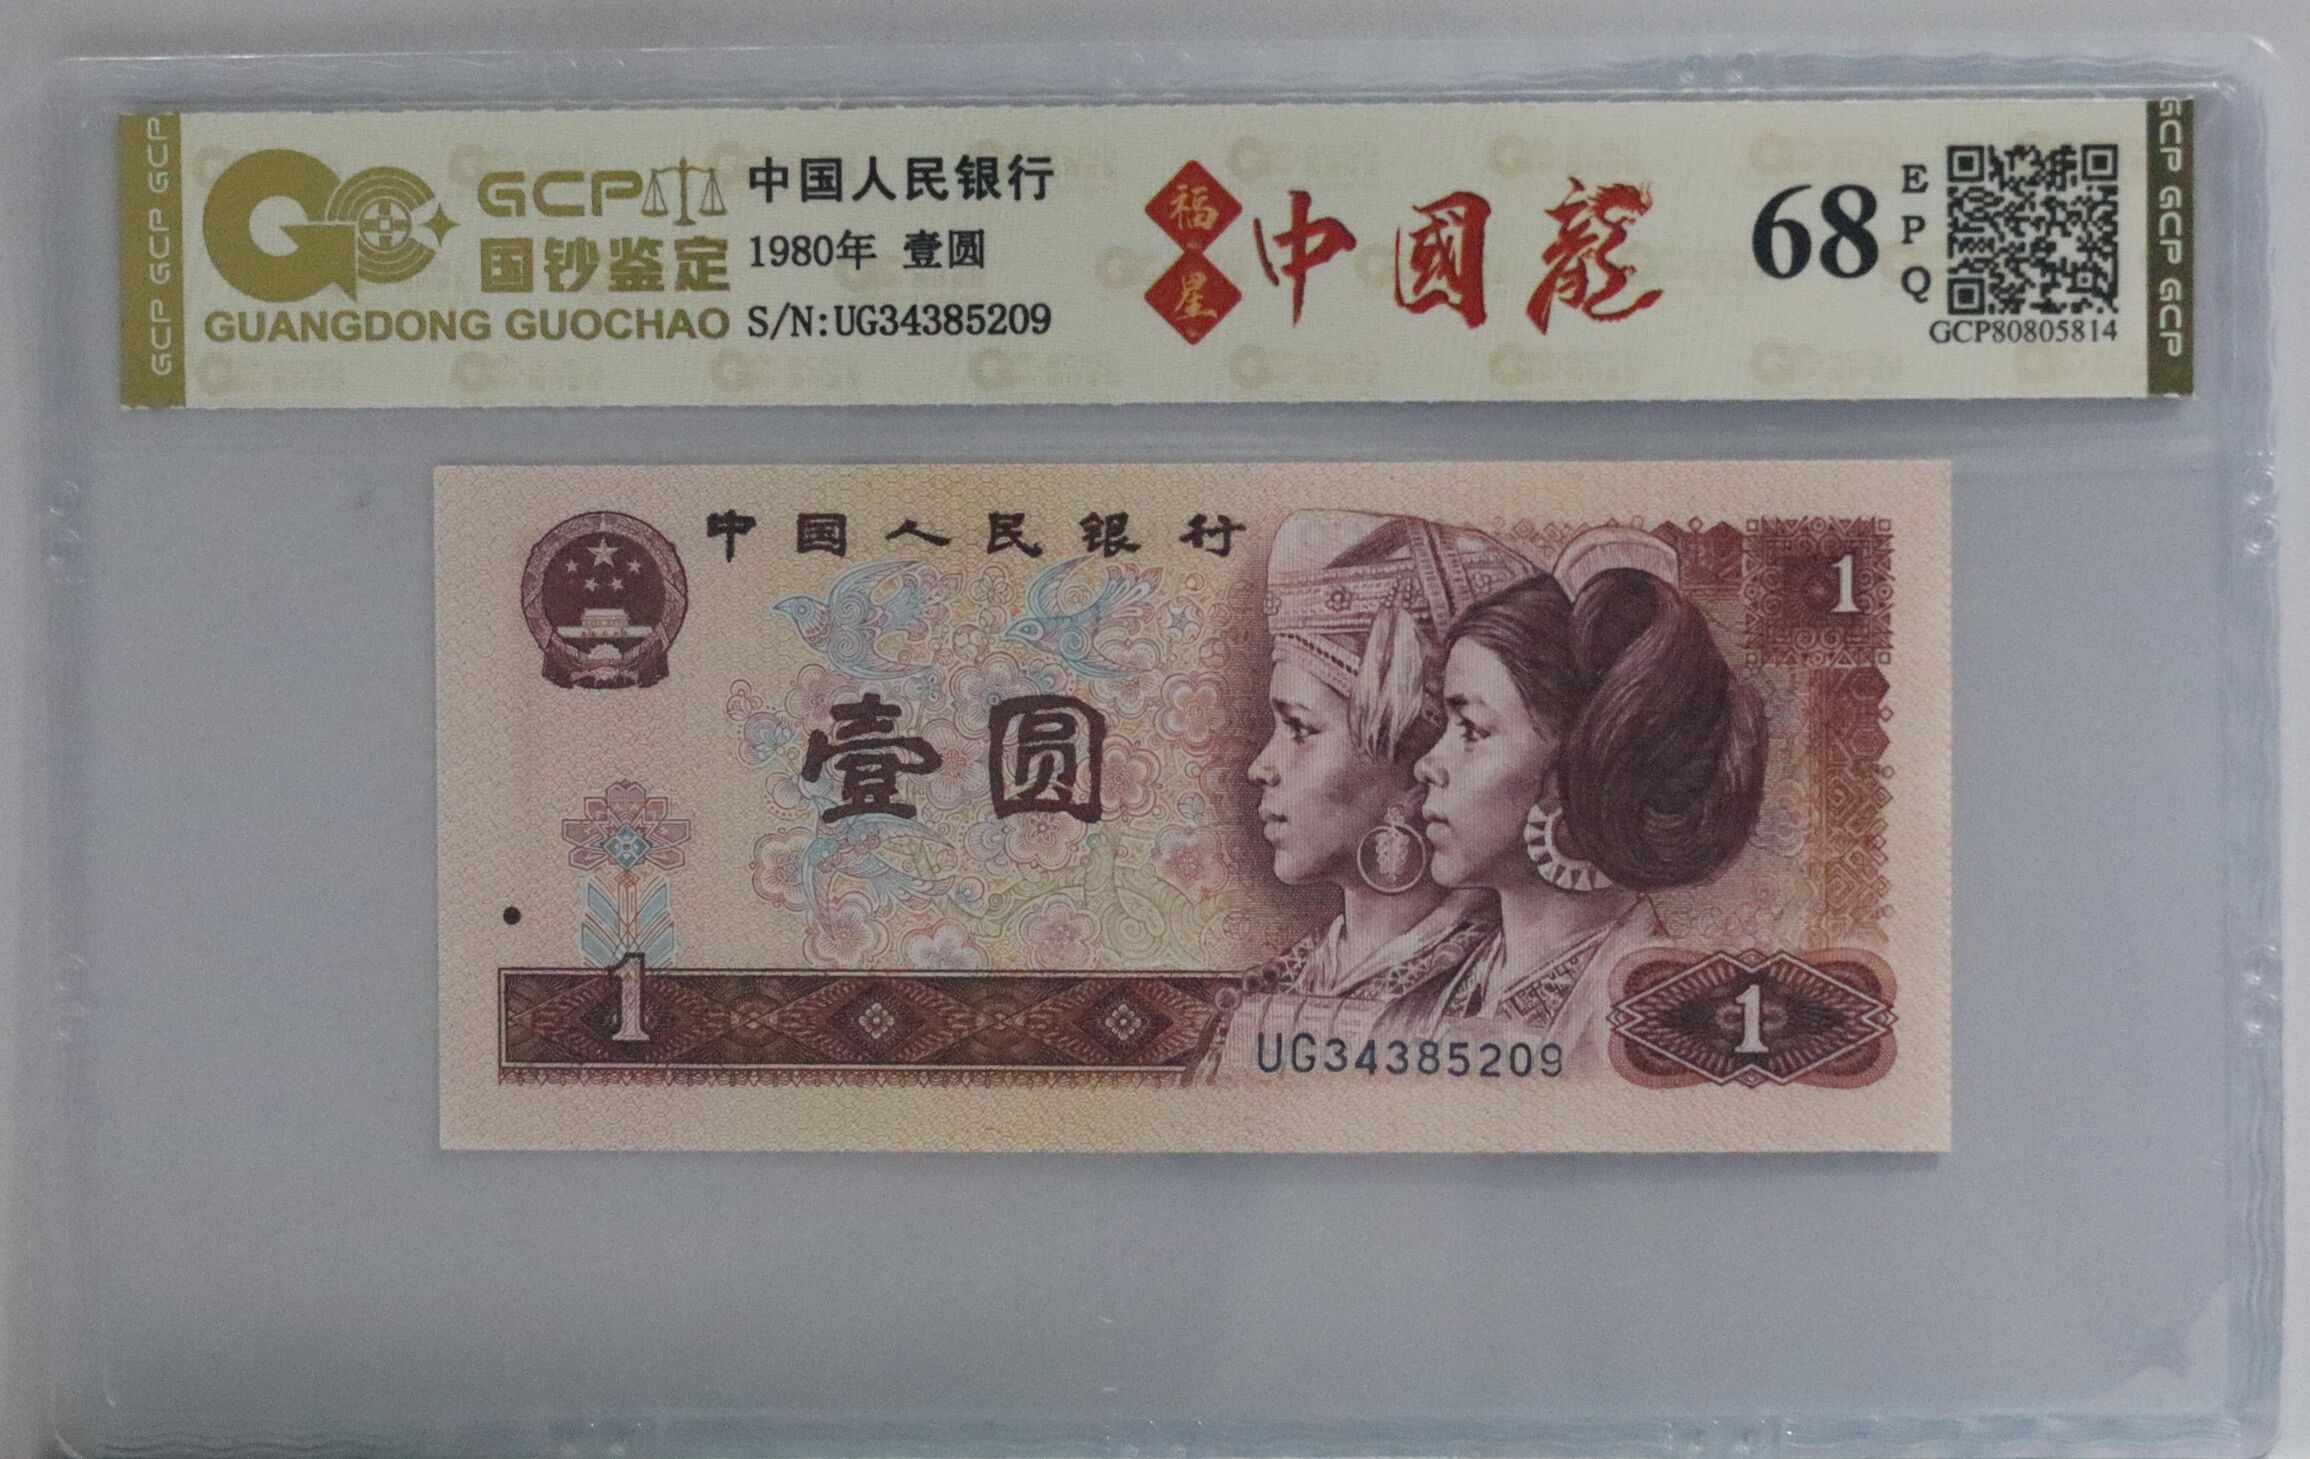 GCP GCP GCP
GCP
国钞鉴定
GUANGDONG GUOCHAO
中国人民银行
1980年 壹圆
S/N:UG34385209
福星
中國龍
68
EPQ
GCP80805814
GCP GCP GCP
中国人民银行
1
壹圆
1
1
UG34385209